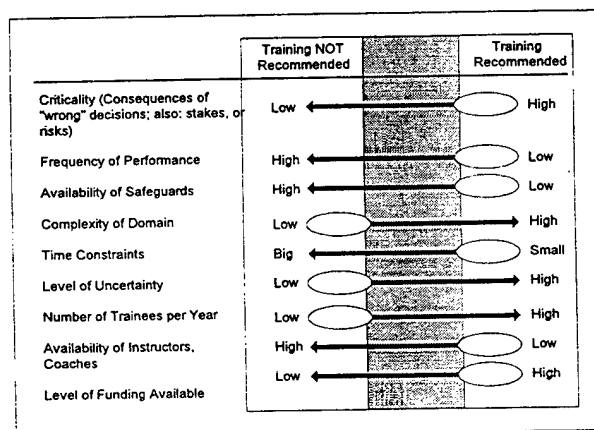 Training NOT Training
Recommended Recommended
Criticality (Consequences of
"wrong" decisions; also: stakes, or Low High
risks)
Frequency of Performance High Low
Availability of Safeguards High Low
Complexity of Domain Low High
Time Constraints Big Small
Level of Uncertainty Low High
Number of Trainees per Year Low High
Availability of Instructors, High Low
Coaches
Low High
Level of Funding Available